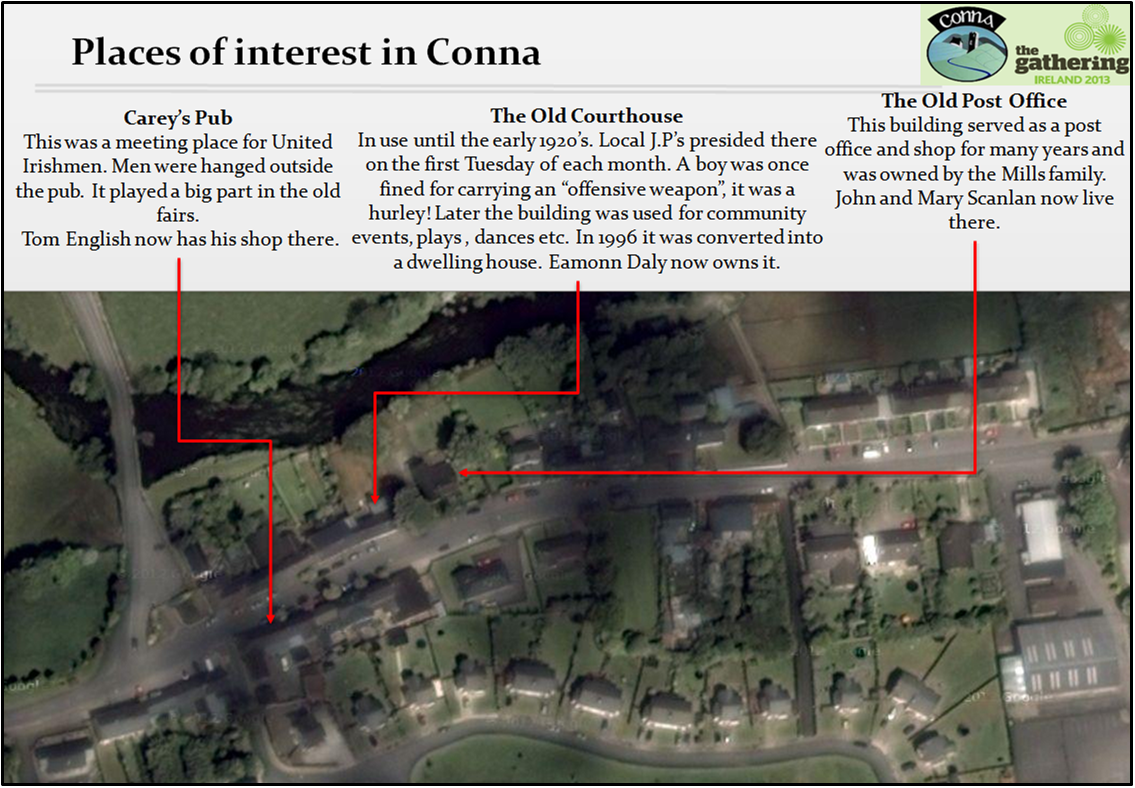 Places of interest in Conna
CONNA
the
gathering
IRELAND 2013
Carey's Pub
This was a meeting place for United
Irishmen. Men were hanged outside
the pub. It played a big part in the old
fairs.
Tom English now has his shop there.
The Old Courthouse
In use until the early 1920's. Local J.P's presided there
on the first Tuesday of each month. A boy was once
fined for carrying an "offensive weapon", it was a
hurley! Later the building was used for community
events, plays , dances etc. In 1996 it was converted into
a dwelling house. Eamonn Daly now owns it.
The Old Post Office
This building served as a post
office and shop for many years and
was owned by the Mills family.
John and Mary Scanlan now live
there.